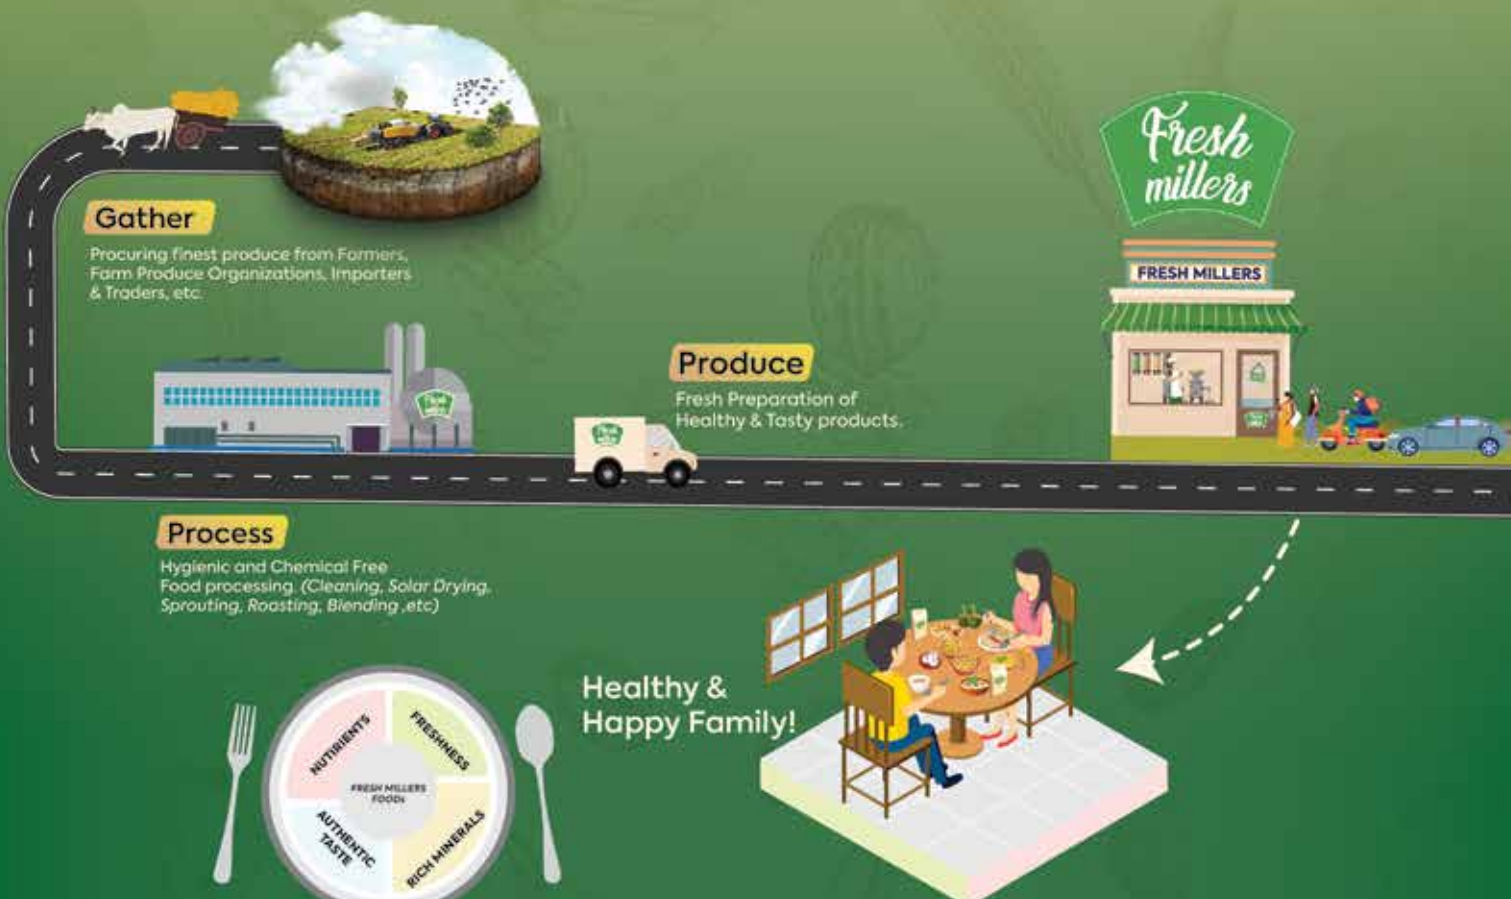 Fresh
millers
Gather
Procuring finest produce from Formers,
Farm Produce Organizations, Importers
& Traders, etc.
FRESH MILLERS
Produce
Fresh Preparation of
Healthy & Tasty products.
Process
Hygienic and Chemical Free
Food processing. (Cleaning, Solar Drying,
Sprouting, Roasting, Blending ,etc)
Healthy &
Happy Family!
NUTIRIENTS
FRESHNESS
FRESH MILLERS
FOODs
AUTHENTIC
TASTE
RICH MINERALS